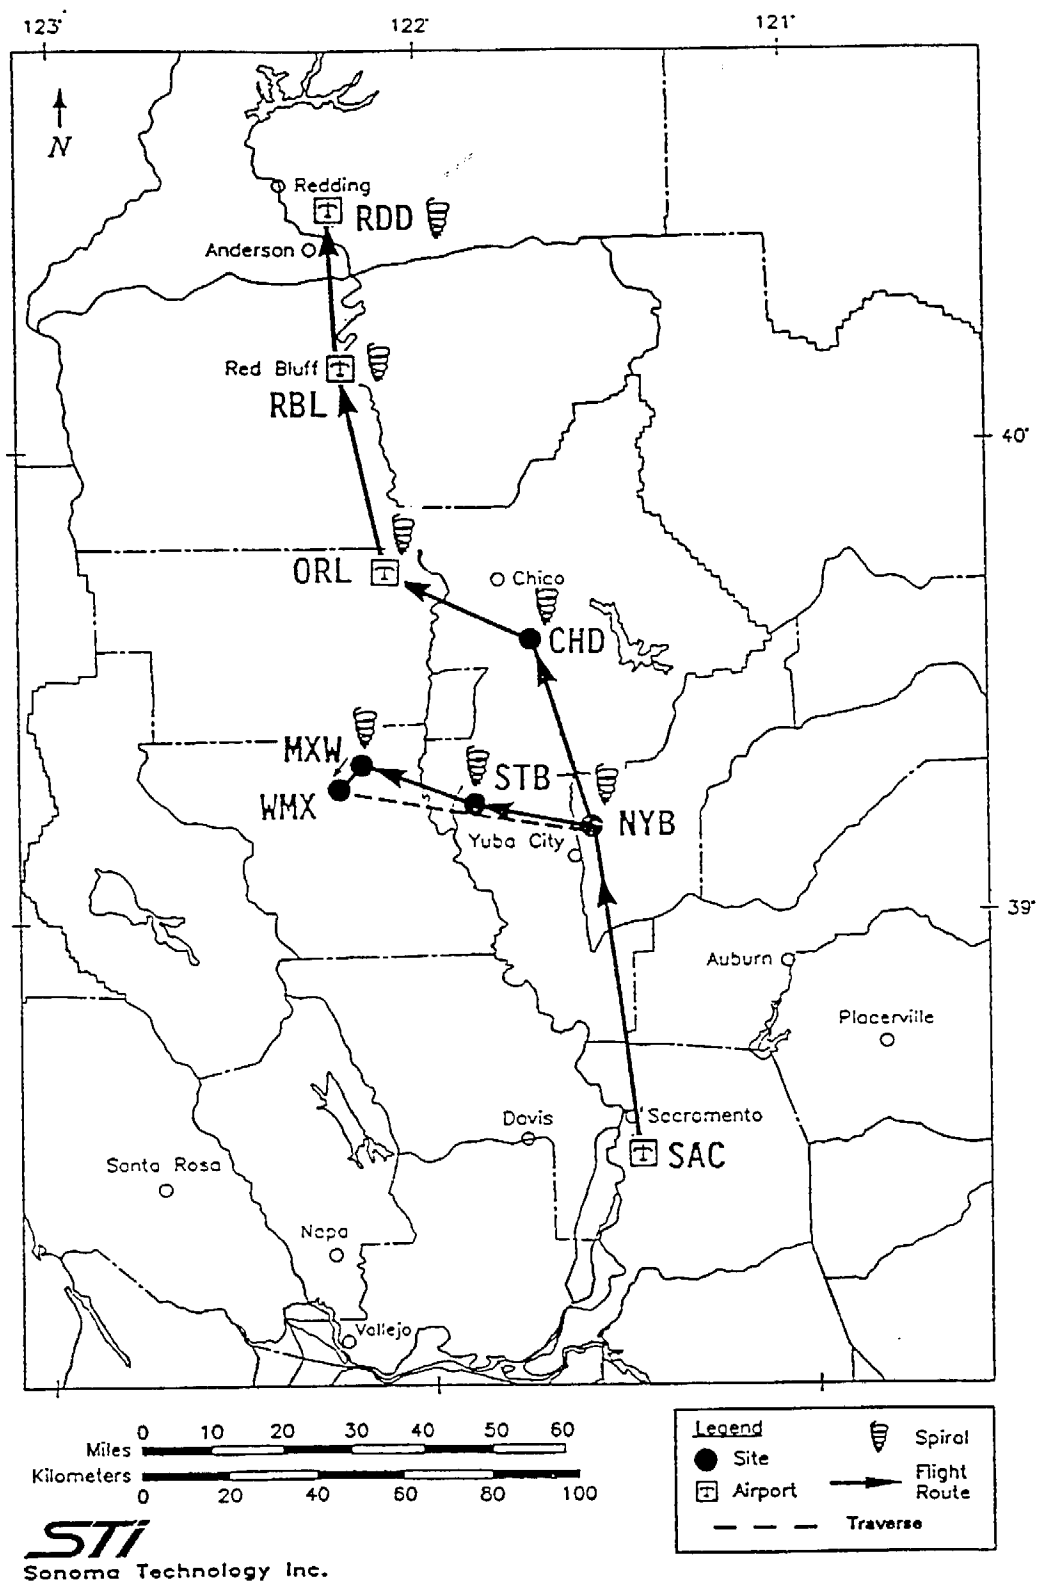 123°
122°
121°
N
Redding
RDD
Anderson
Red Bluff
RBL
40°
ORL
Chico
CHD
MXW
STB
WMX
NYB
Yuba City
39°
Auburn
Placerville
Davis
Sacramento
SAC
Santa Rosa
Napa
Vallejo
0 10 20 30 40 50 60
Miles
Kilometers
0 20 40 60 80 100
Legend
Site
Spiral
Airport
Flight
Route
Traverse
STi
Sonoma Technology Inc.